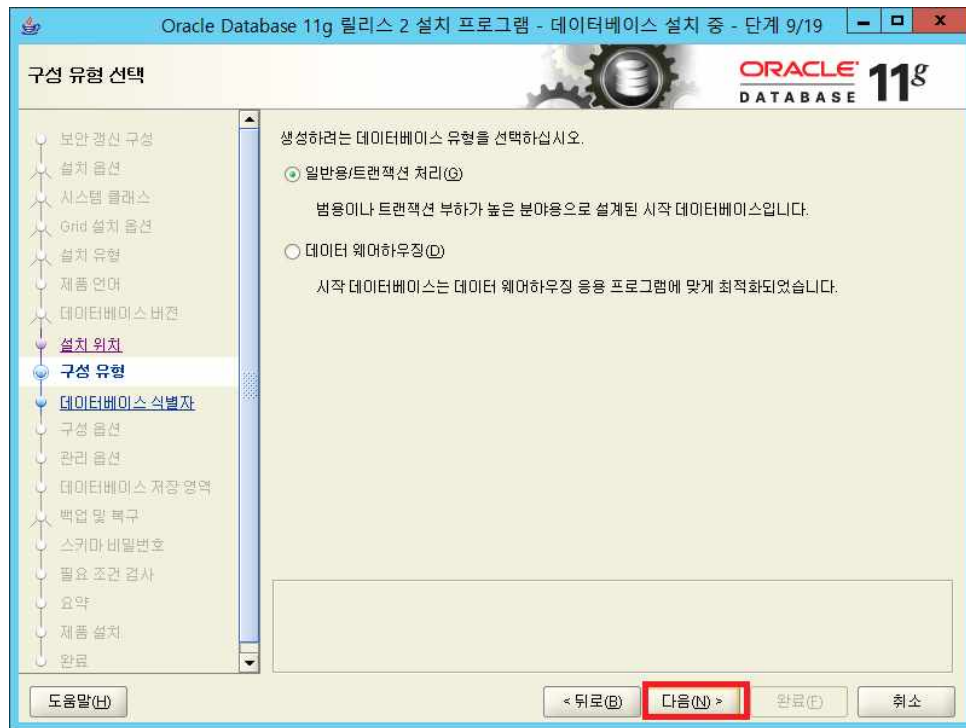 Oracle Database 11g 릴리스 2 설치 프로그램 - 데이터베이스 설치 중 - 단계 9/19
구성 유형 선택
ORACLE
DATABASE
11g
보안 갱신 구성
설치 옵션
시스템 클래스
Grid 설치 옵션
설치 유형
제품 언어
데이터베이스 버전
설치 위치
구성 유형
데이터베이스 식별자
구성 옵션
관리 옵션
데이터베이스 저장 영역
백업 및 복구
스키마 비밀번호
필요 조건 검사
요약
제품 설치
완료
생성하려는 데이터베이스 유형을 선택하십시오.
일반용/트랜잭션 처리(G)
범용이나 트랜잭션 부하가 높은 분야용으로 설계된 시작 데이터베이스입니다.
데이터 웨어하우징(D)
시작 데이터베이스는 데이터 웨어하우징 응용 프로그램에 맞게 최적화되었습니다.
도움말(H)
< 뒤로(B)
다음(N) >
완료(F)
취소